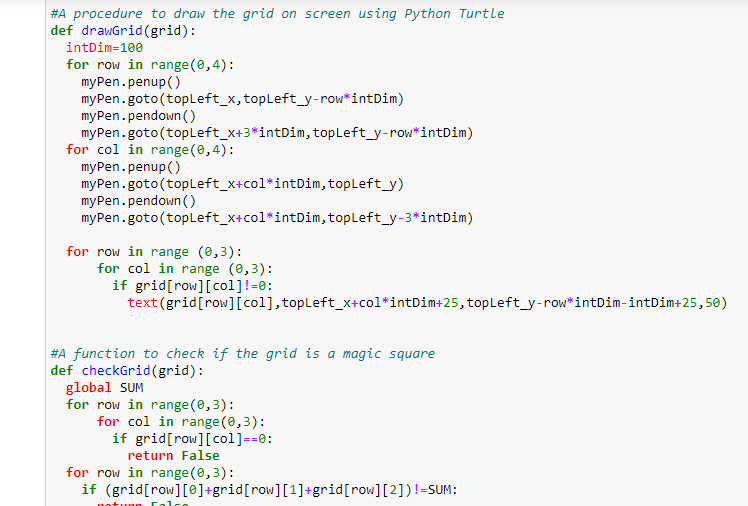 #A procedure to draw the grid on screen using Python Turtle
def drawGrid(grid):
  intDim=100
  for row in range(0,4):
    myPen.penup()
    myPen.goto(topLeft_x,topLeft_y-row*intDim)
    myPen.pendown()
    myPen.goto(topLeft_x+3*intDim,topLeft_y-row*intDim)
  for col in range(0,4):
    myPen.penup()
    myPen.goto(topLeft_x+col*intDim,topLeft_y)
    myPen.pendown()
    myPen.goto(topLeft_x+col*intDim,topLeft_y-3*intDim)

  for row in range (0,3):
      for col in range (0,3):
        if grid[row][col]!=0:
          text(grid[row][col],topLeft_x+col*intDim+25,topLeft_y-row*intDim-intDim+25,50)


#A function to check if the grid is a magic square
def checkGrid(grid):
  global SUM
  for row in range(0,3):
      for col in range(0,3):
        if grid[row][col]==0:
          return False
  for row in range(0,3):
    if (grid[row][0]+grid[row][1]+grid[row][2])!=SUM:
      return False